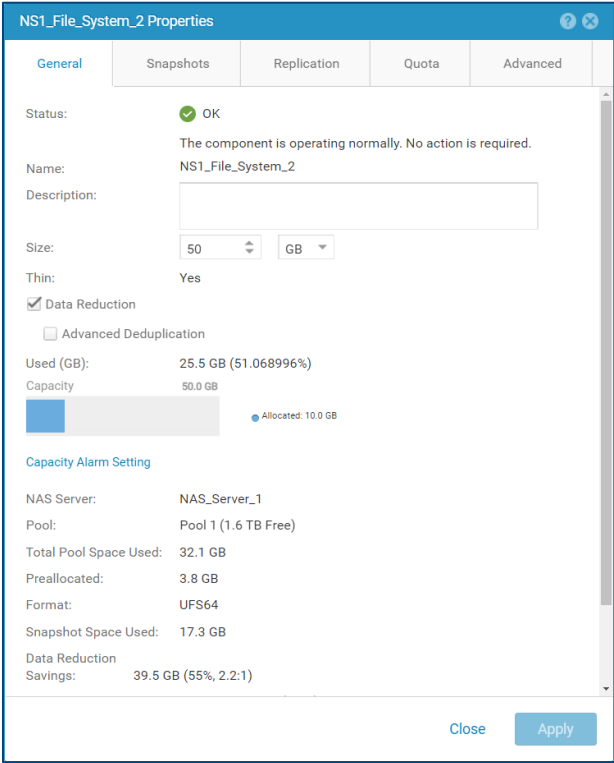 NS1_File_System_2 Properties
General Snapshots Replication Quota Advanced
Status: OK
The component is operating normally. No action is required.
Name: NS1_File_System_2
Description:
Size: 50 GB
Thin: Yes
Data Reduction
Advanced Deduplication
Used (GB): 25.5 GB (51.068996%)
Capacity 50.0 GB
Allocated: 10.0 GB
Capacity Alarm Setting
NAS Server: NAS_Server_1
Pool: Pool 1 (1.6 TB Free)
Total Pool Space Used: 32.1 GB
Preallocated: 3.8 GB
Format: UFS64
Snapshot Space Used: 17.3 GB
Data Reduction
Savings: 39.5 GB (55%, 2.2:1)
Close Apply